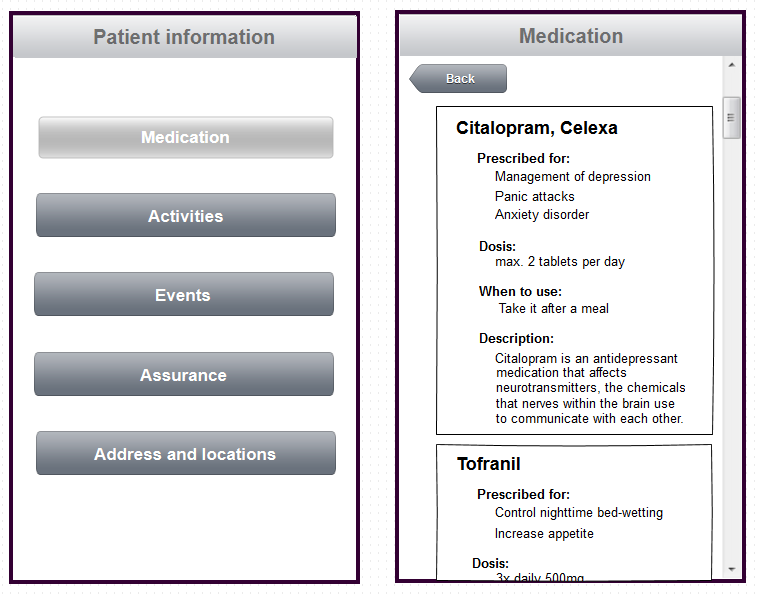 Patient information
Medication
Activities
Events
Assurance
Address and locations
Medication
Back
Citalopram, Celexa
Prescribed for:
Management of depression
Panic attacks
Anxiety disorder
Dosis:
max. 2 tablets per day
When to use:
Take it after a meal
Description:
Citalopram is an antidepressant
medication that affects
neurotransmitters, the chemicals
that nerves within the brain use
to communicate with each other.
Tofranil
Prescribed for:
Control nighttime bed-wetting
Increase appetite
Dosis:
3x daily 500mg